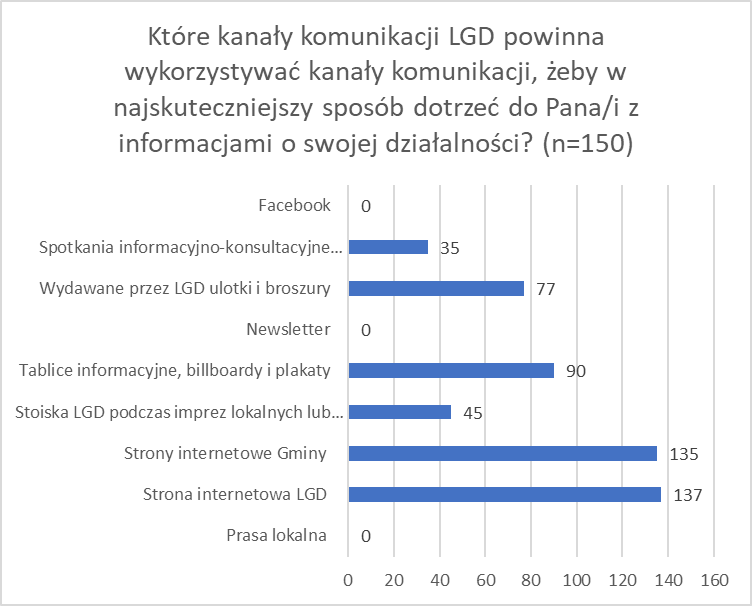 Które kanały komunikacji LGD powinna
wykorzystywać kanały komunikacji, żeby w
najskuteczniejszy sposób dotrzeć do Pana/i z
informacjami o swojej działalności? (n=150)
Facebook 0
Spotkania informacyjno-konsultacyjne... 35
Wydawane przez LGD ulotki i broszury 77
Newsletter 0
Tablice informacyjne, billboardy i plakaty 90
Stoiska LGD podczas imprez lokalnych lub... 45
Strony internetowe Gminy 135
Strona internetowa LGD 137
Prasa lokalna 0
0 20 40 60 80 100 120 140 160